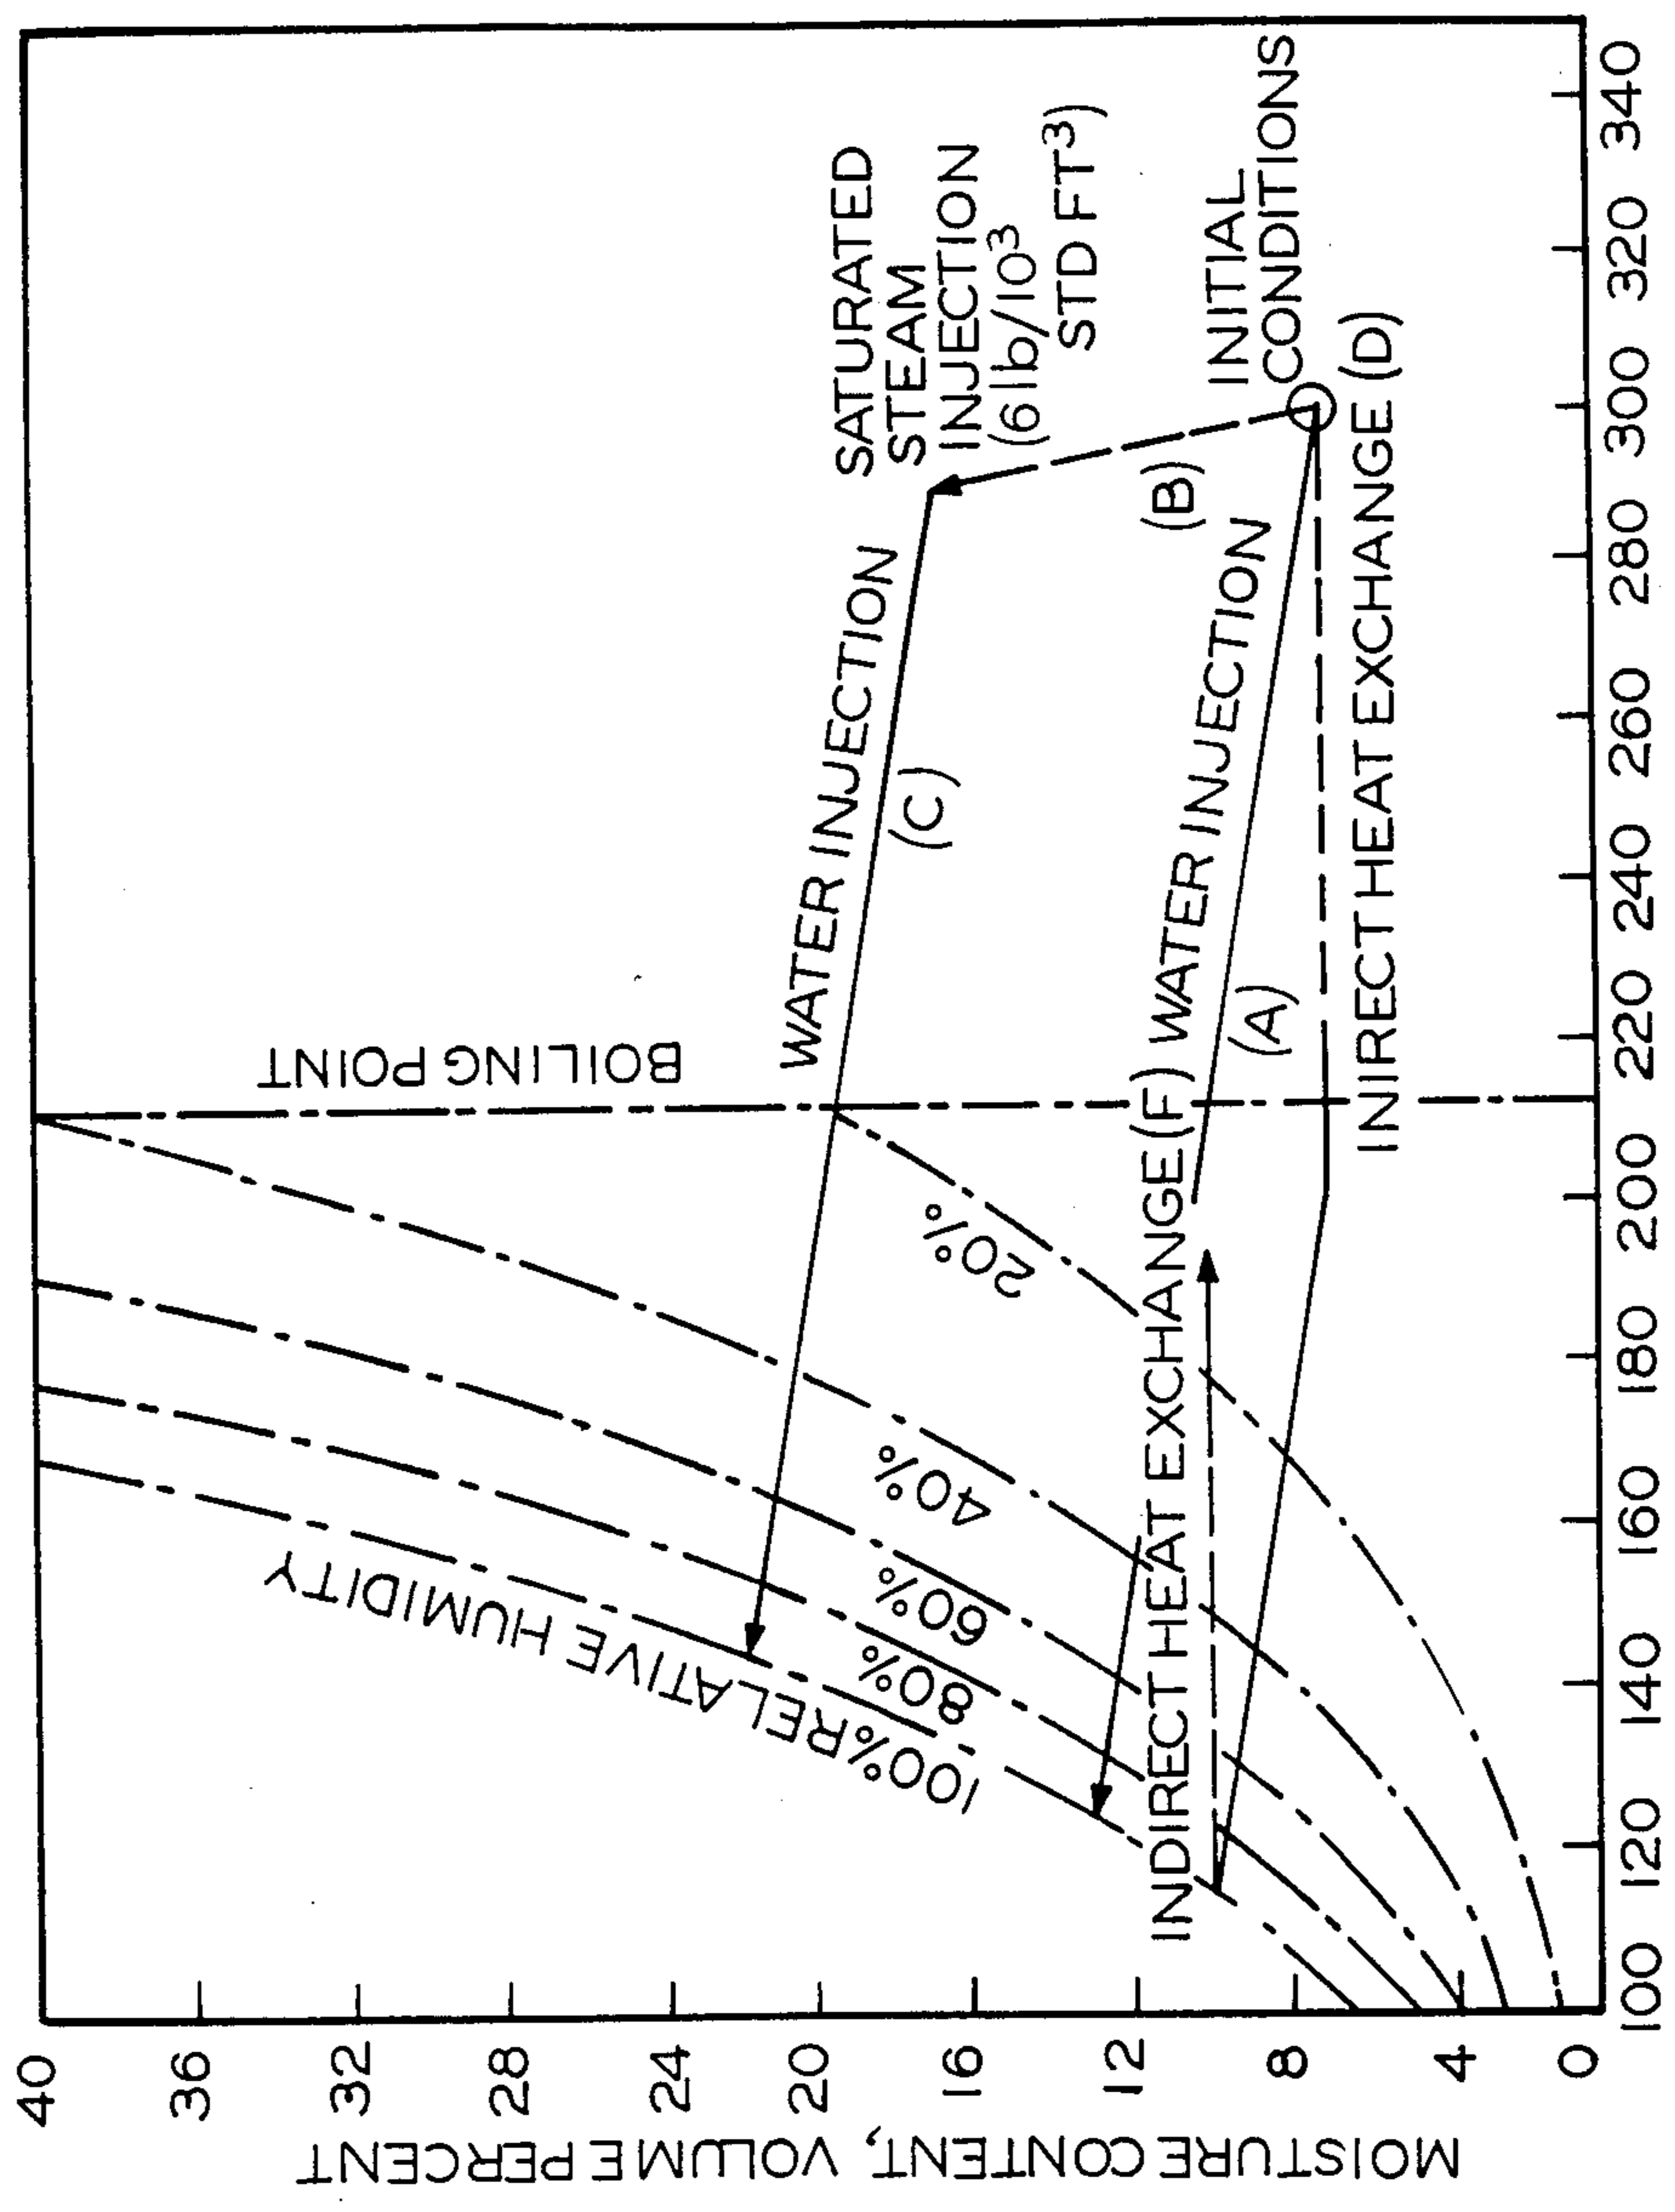 MOISTURE CONTENT, VOLUME PERCENT
40
36
32
28
24
20
16
12
8
4
0
100
120
140
160
180
200
220
240
260
280
300
320
340
100% RELATIVE HUMIDITY
80%
60%
40%
20%
BOILING POINT
WATER INJECTION
(C)
SATURATED
STEAM
INJECTION
(6 lb/10³
STD FT³)
(B)
INDIRECT HEAT EXCHANGE (F)
WATER INJECTION
(A)
INITIAL
CONDITIONS
INIRECT HEAT EXCHANGE (D)